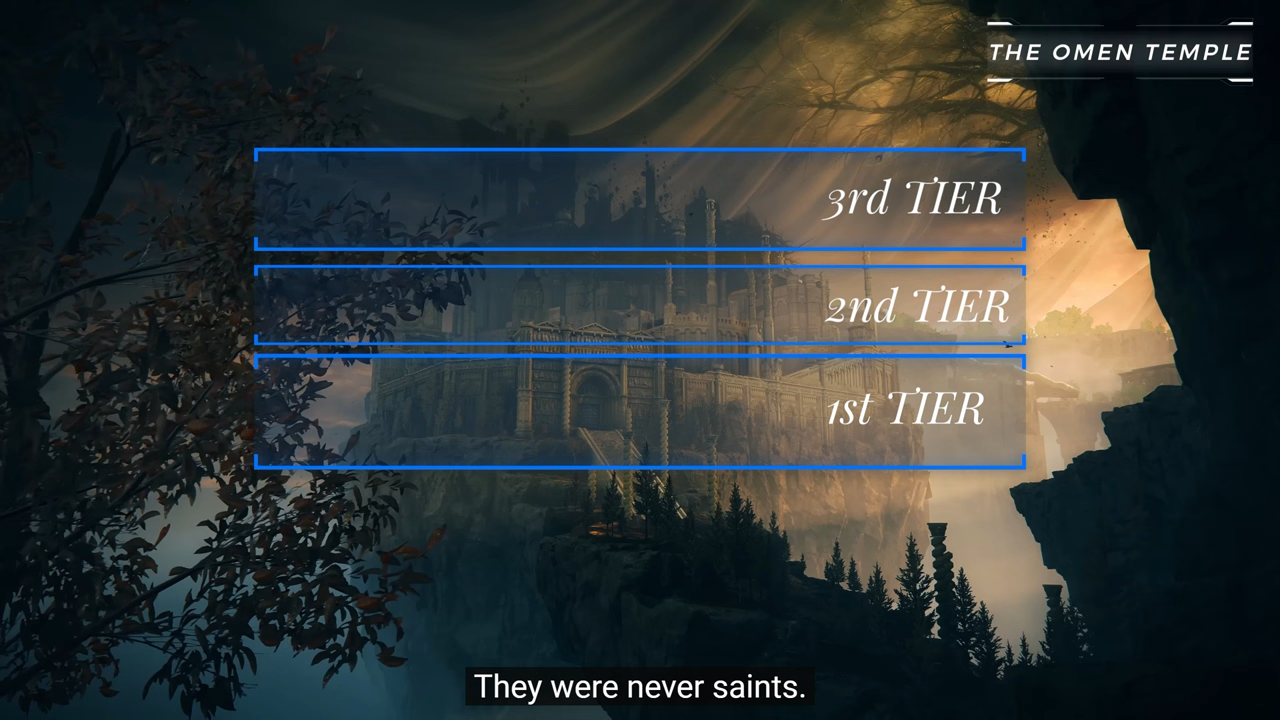 THE OMEN TEMPLE
3rd TIER
2nd TIER
1st TIER
They were never saints.